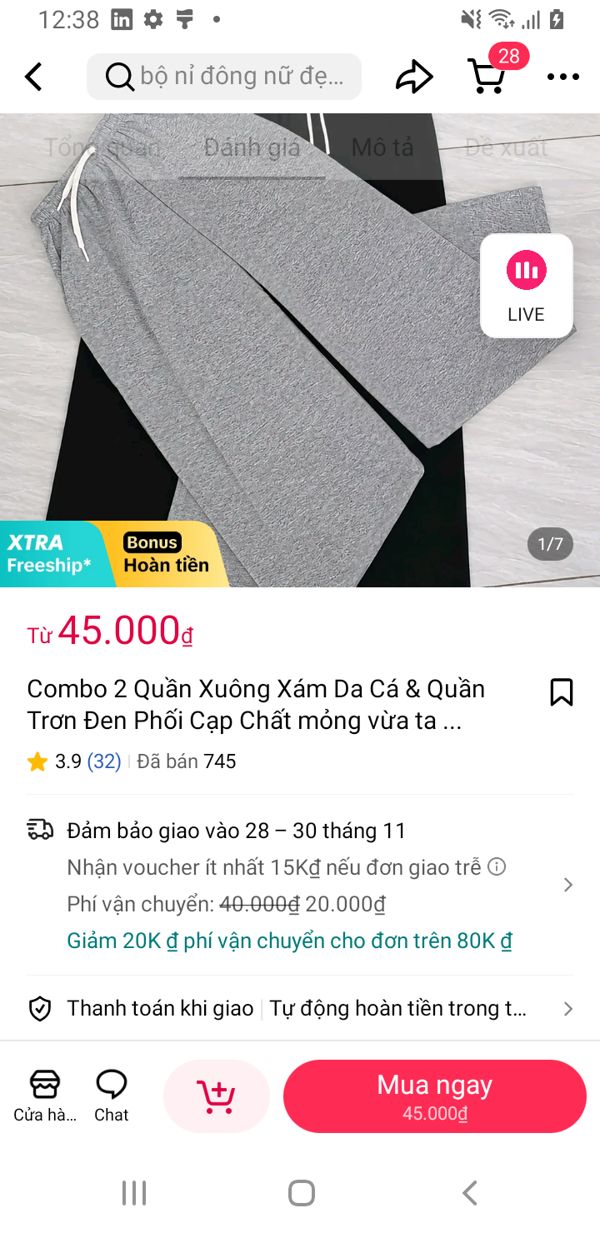 12:38
28
bộ nỉ đông nữ đẹ...
Tổng quan Đánh giá Mô tả Đề xuất
LIVE
XTRA
Freeship*
Bonus
Hoàn tiền
1/7
Từ 45.000₫
Combo 2 Quần Xuông Xám Da Cá & Quần
Trơn Đen Phối Cạp Chất mỏng vừa ta ...
3.9 (32) Đã bán 745
Đảm bảo giao vào 28 – 30 tháng 11
Nhận voucher ít nhất 15K₫ nếu đơn giao trễ
Phí vận chuyển: 40.000₫ 20.000₫
Giảm 20K ₫ phí vận chuyển cho đơn trên 80K ₫
Thanh toán khi giao Tự động hoàn tiền trong t...
Cửa hà...
Chat
Mua ngay
45.000₫